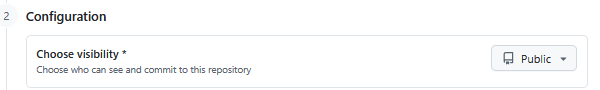 2 Configuration
Choose visibility * Public
Choose who can see and commit to this repository